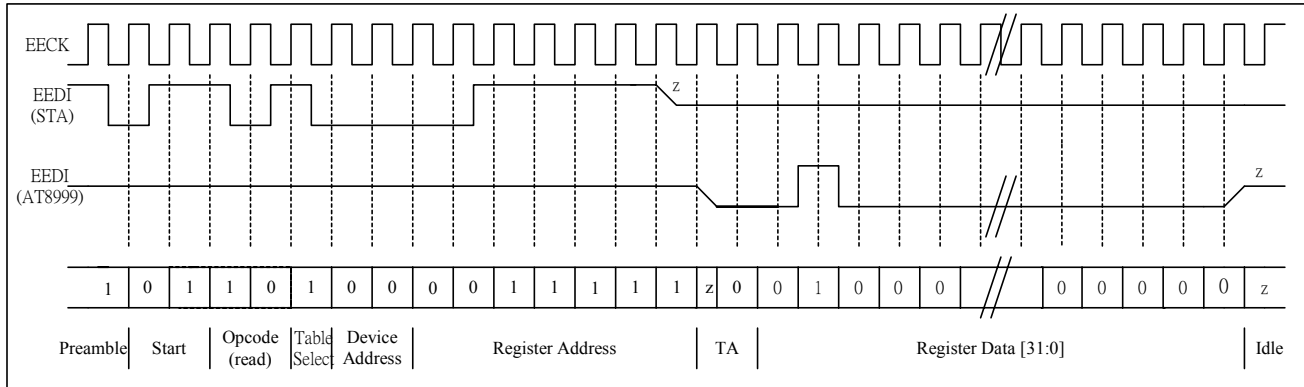 EECK
EEDI
(STA)
z
EEDI
(AT8999)
z
1 0 1 1 0 1 0 0 0 0 1 1 1 1 1 z 0 0 1 0 0 0 0 0 0 0 0 z
Preamble Start Opcode (read) Table Select Device Address Register Address TA Register Data [31:0] Idle